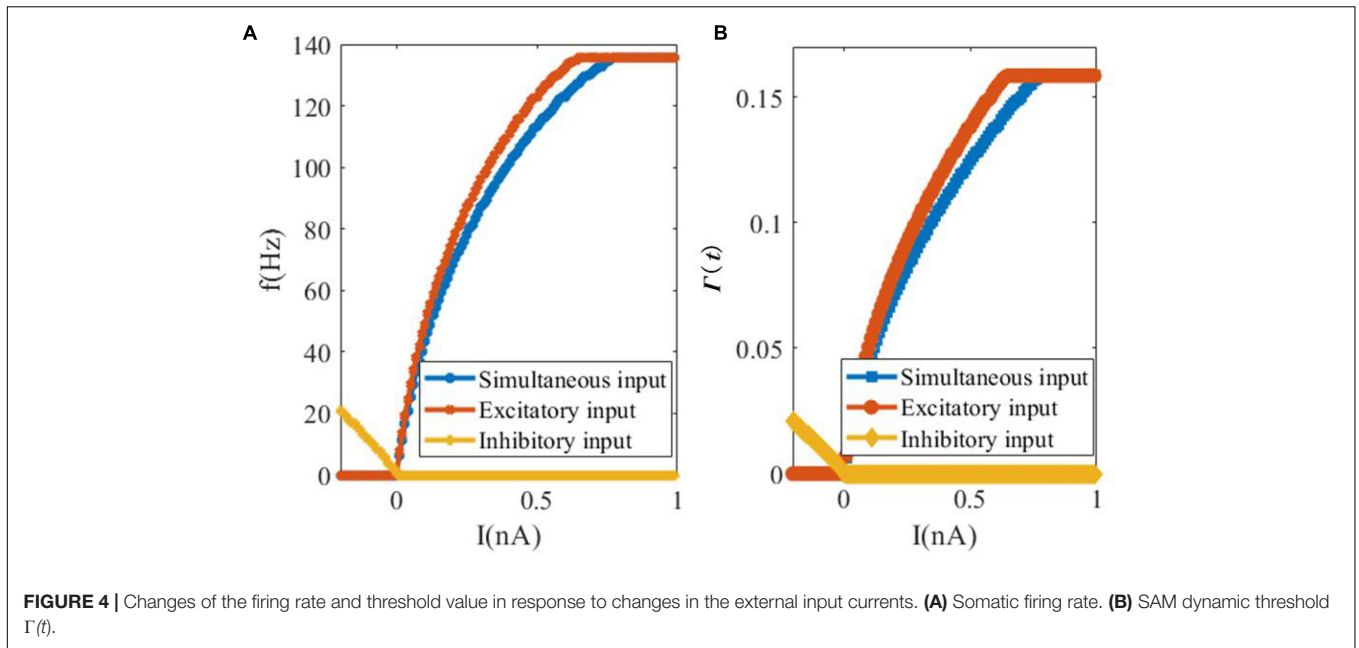 A
140
120
100
80
60
40
20
0
f(Hz)
Simultaneous input
Excitatory input
Inhibitory input
0 0.5 1
I(nA)
B
0.15
0.1
0.05
0
Γ(t)
Simultaneous input
Excitatory input
Inhibitory input
0 0.5 1
I(nA)
FIGURE 4 | Changes of the firing rate and threshold value in response to changes in the external input currents. (A) Somatic firing rate. (B) SAM dynamic threshold
Γ(t).